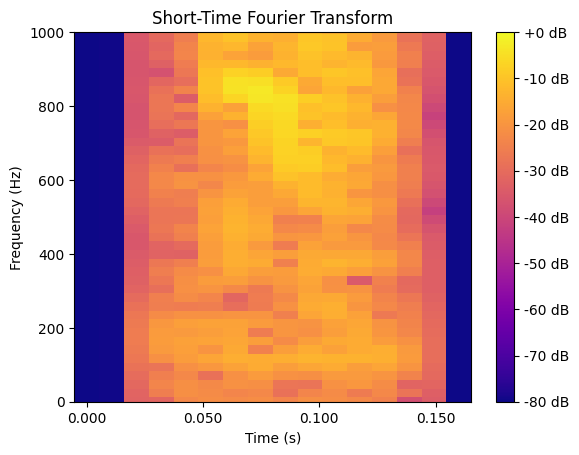 Short-Time Fourier Transform
1000
800
600
400
200
0
Frequency (Hz)
0.000
0.050
0.100
0.150
Time (s)
+0 dB
-10 dB
-20 dB
-30 dB
-40 dB
-50 dB
-60 dB
-70 dB
-80 dB